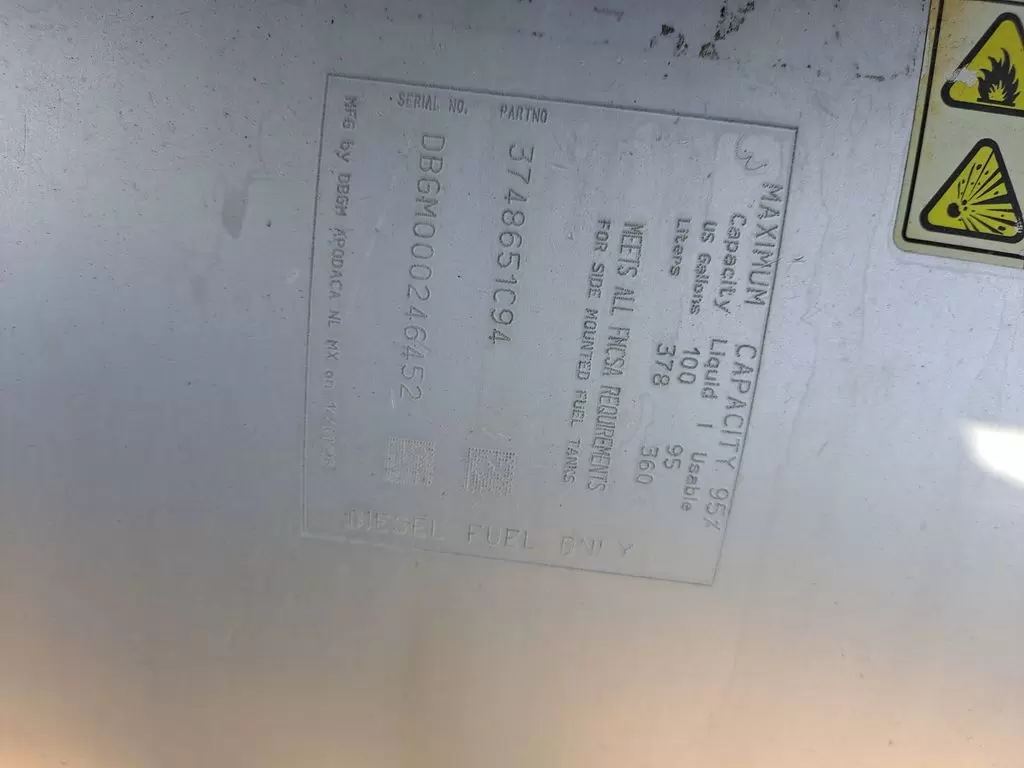 MAXIMUM CAPACITY 95%
Capacity Liquid | Usable
US Gallons 100 95
Liters 378 360
MEETS ALL FMCSA REQUIREMENTS
FOR SIDE MOUNTED FUEL TANKS
PARTNO
3748651C94
SERIAL NO.
DBGM000246452
MFG by DBGM APODACA NL MX on
DIESEL FUEL ONLY